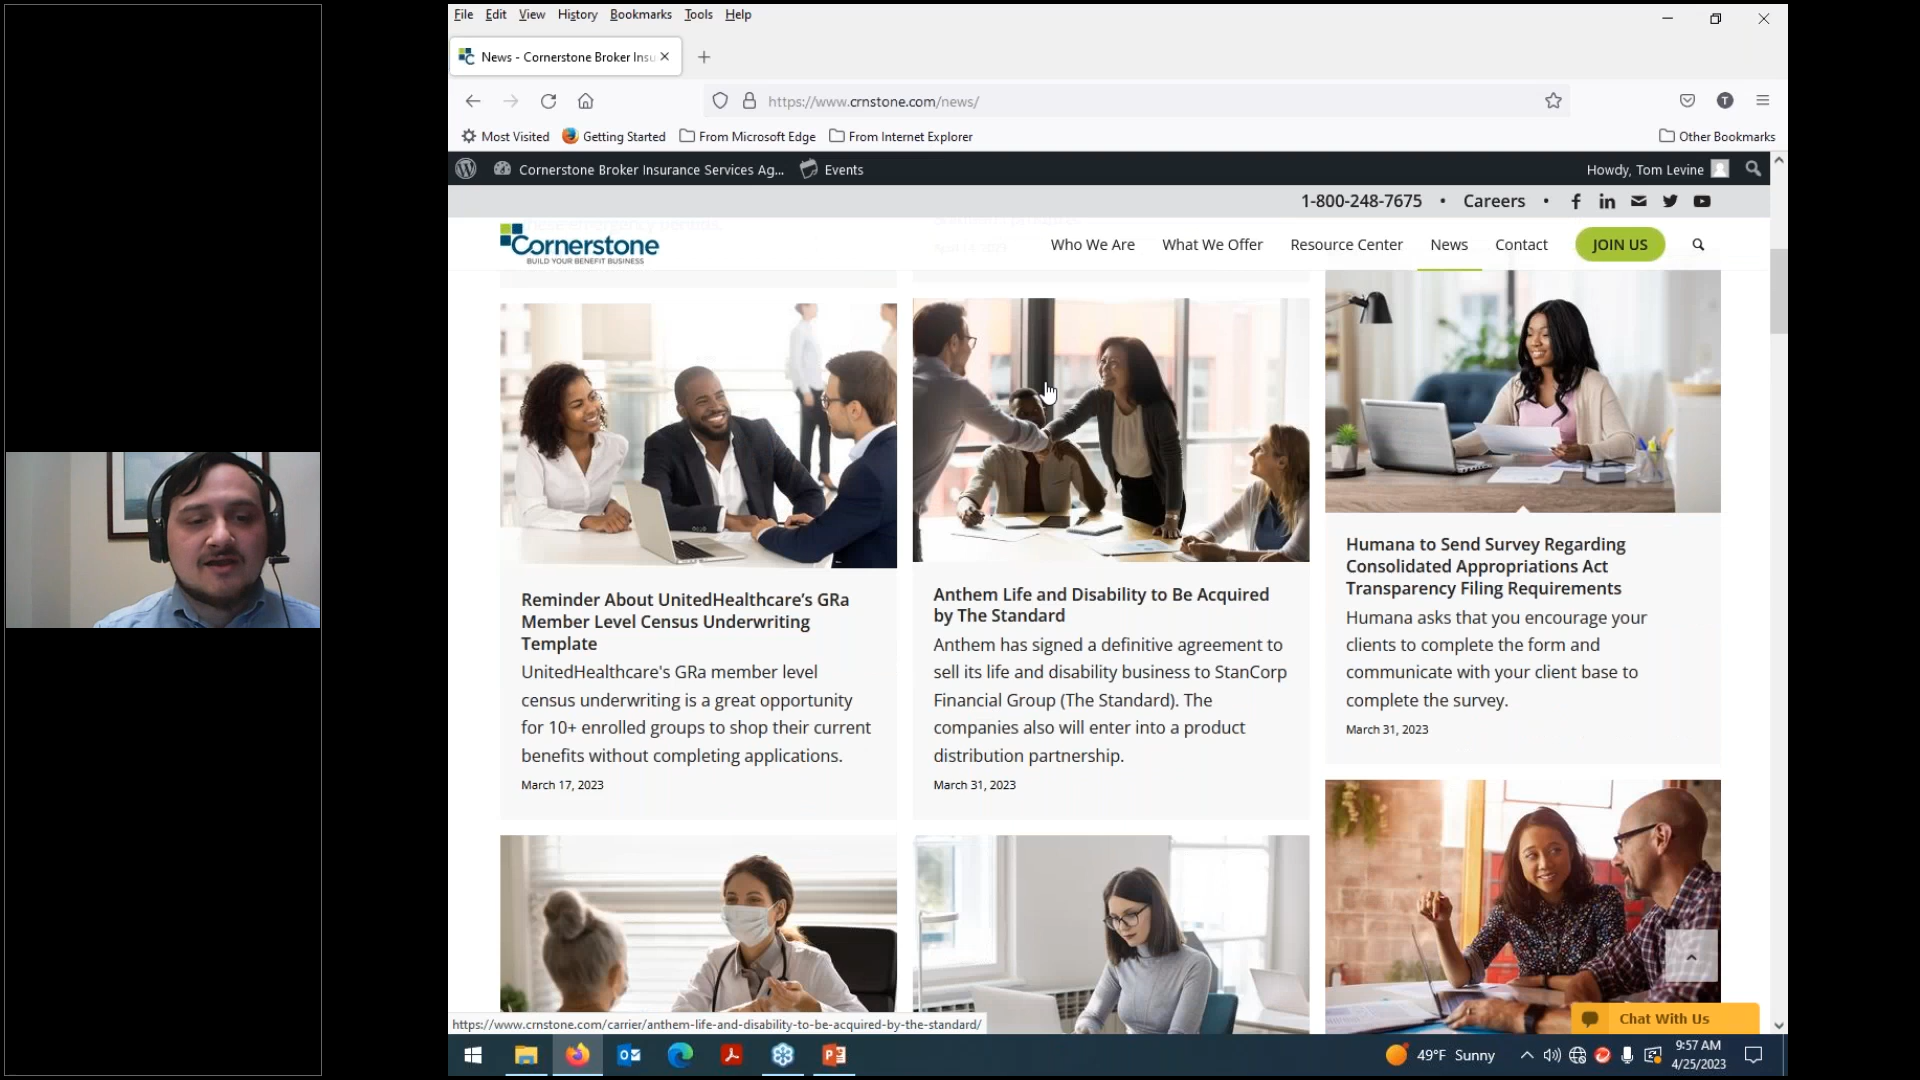 File Edit View History Bookmarks Tools Help
News - Cornerstone Broker Insu
https://www.crnstone.com/news/
Most Visited Getting Started From Microsoft Edge From Internet Explorer Other Bookmarks
Cornerstone Broker Insurance Services Ag... Events Howdy, Tom Levine
1-800-248-7675 • Careers •
Cornerstone
BUILD YOUR BENEFIT BUSINESS
Who We Are What We Offer Resource Center News Contact JOIN US
Reminder About UnitedHealthcare’s GRa
Member Level Census Underwriting
Template
UnitedHealthcare's GRa member level
census underwriting is a great opportunity
for 10+ enrolled groups to shop their current
benefits without completing applications.
March 17, 2023
Anthem Life and Disability to Be Acquired
by The Standard
Anthem has signed a definitive agreement to
sell its life and disability business to StanCorp
Financial Group (The Standard). The
companies also will enter into a product
distribution partnership.
March 31, 2023
Humana to Send Survey Regarding
Consolidated Appropriations Act
Transparency Filing Requirements
Humana asks that you encourage your
clients to complete the form and
communicate with your client base to
complete the survey.
March 31, 2023
Chat With Us
https://www.crnstone.com/carrier/anthem-life-and-disability-to-be-acquired-by-the-standard/
49°F Sunny
9:57 AM
4/25/2023